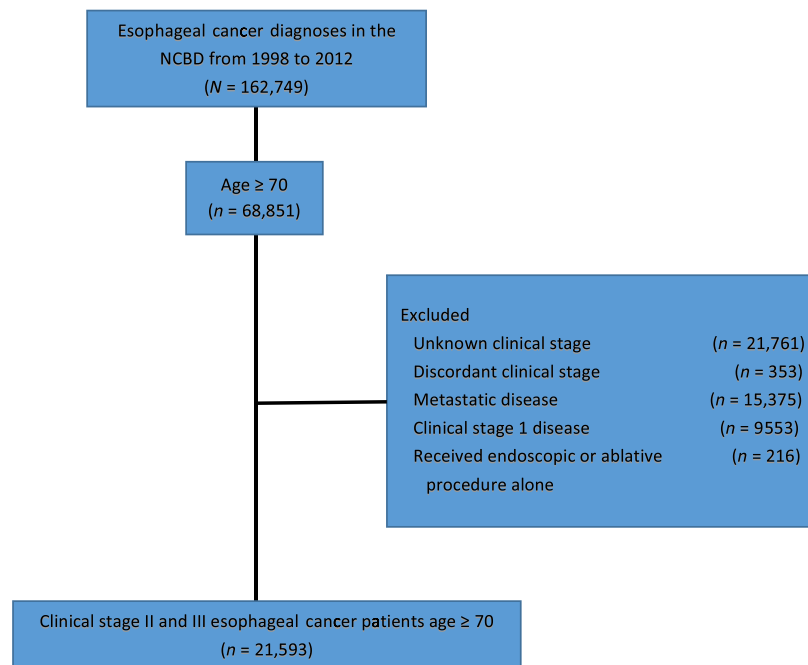 Esophageal cancer diagnoses in the
NCBD from 1998 to 2012
(N = 162,749)
Age ≥ 70
(n = 68,851)
Excluded
Unknown clinical stage (n = 21,761)
Discordant clinical stage (n = 353)
Metastatic disease (n = 15,375)
Clinical stage 1 disease (n = 9553)
Received endoscopic or ablative (n = 216)
procedure alone
Clinical stage II and III esophageal cancer patients age ≥ 70
(n = 21,593)